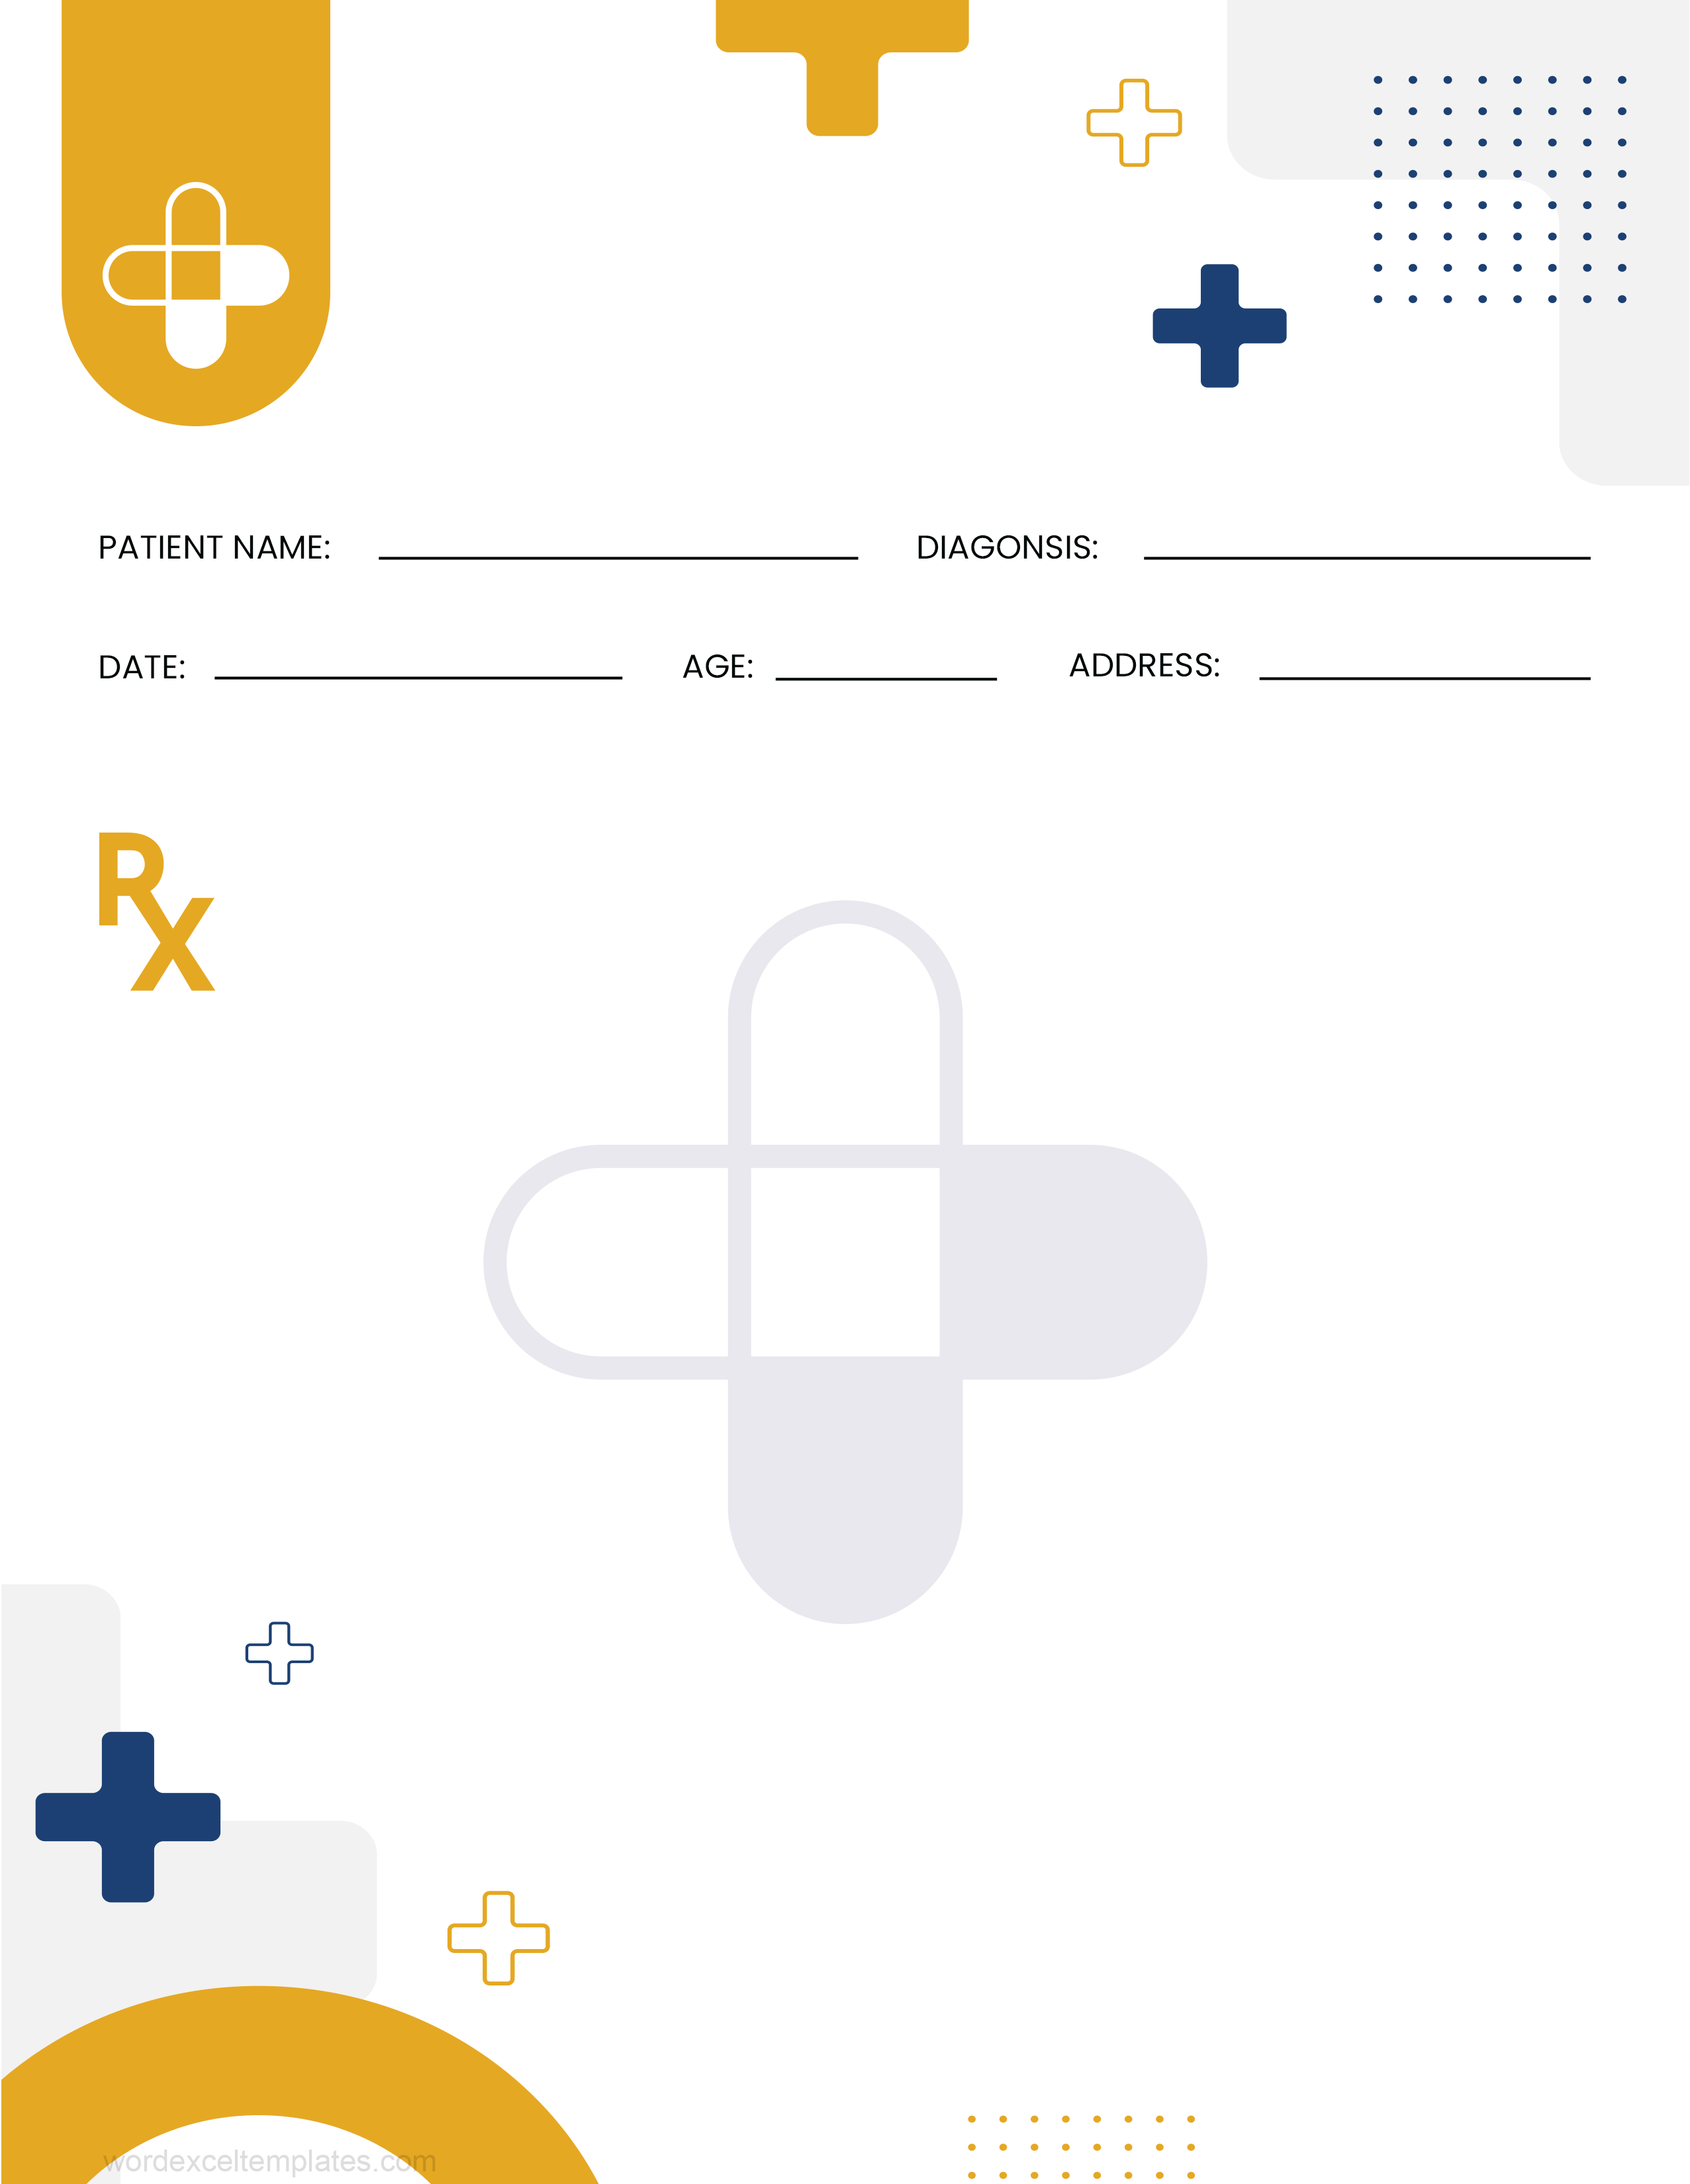 PATIENT NAME: DIAGONSIS:
DATE: AGE: ADDRESS:
RX
wordexceltemplates.com